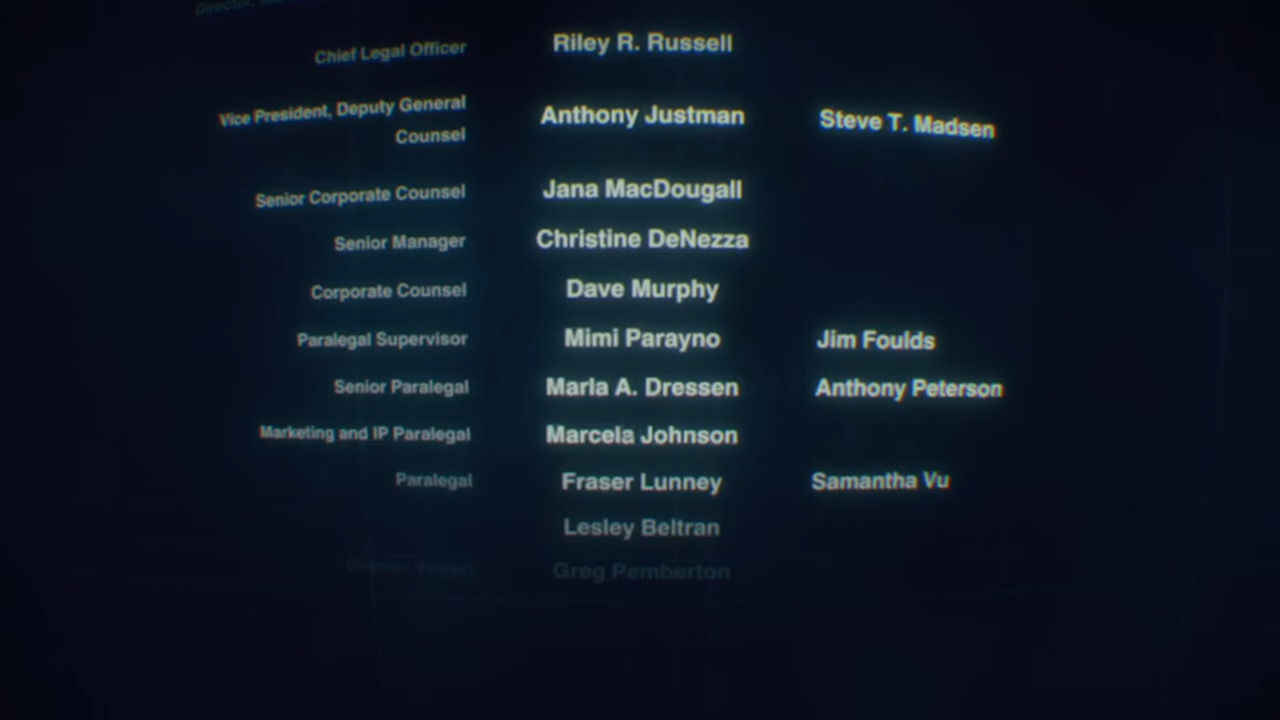 Chief Legal Officer Riley R. Russell
Vice President, Deputy General Counsel Anthony Justman Steve T. Madsen
Senior Corporate Counsel Jana MacDougall
Senior Manager Christine DeNezza
Corporate Counsel Dave Murphy
Paralegal Supervisor Mimi Parayno Jim Foulds
Senior Paralegal Marla A. Dressen Anthony Peterson
Marketing and IP Paralegal Marcela Johnson
Paralegal Fraser Lunney Samantha Vu
Lesley Beltran
Director, Privacy Greg Pemberton